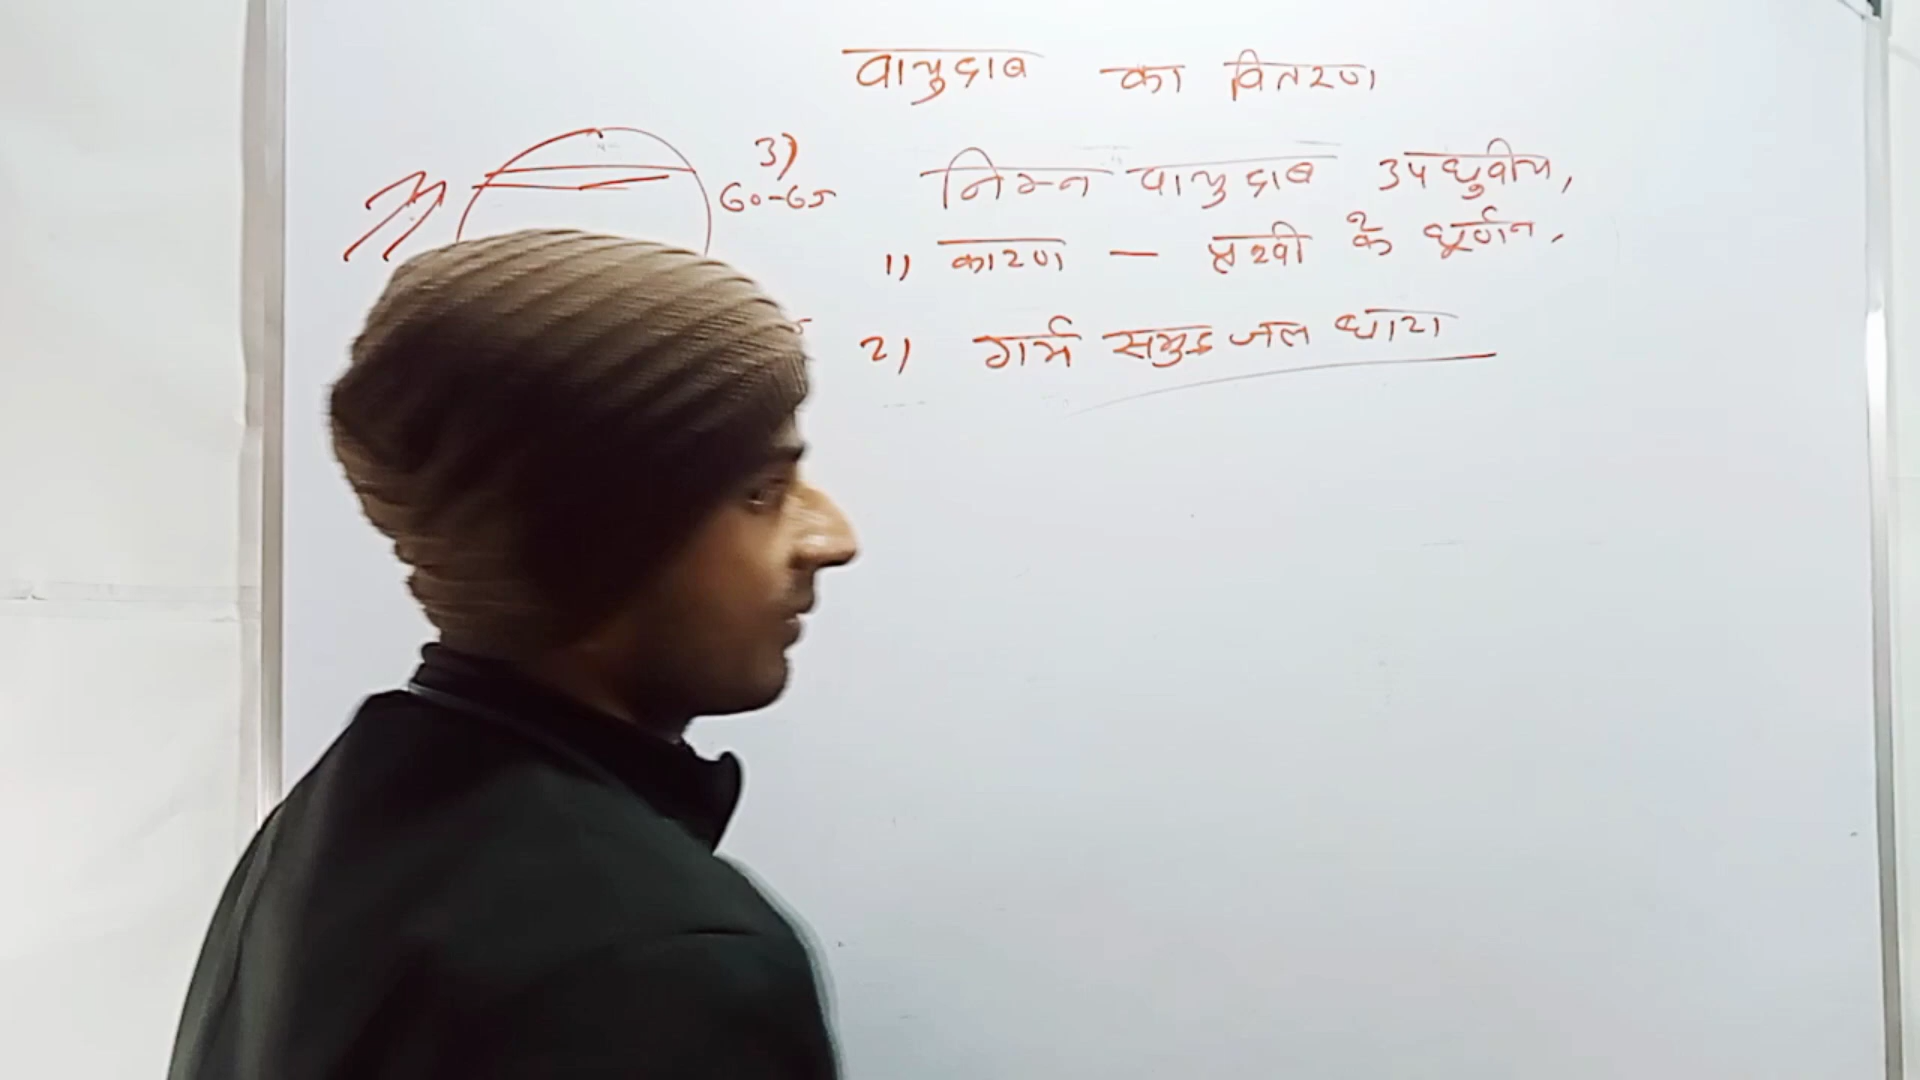 वायुदाब का वितरण
3) निम्न वायुदाब उपध्रुवीय,
60-65
1) कारण — पृथ्वी के घूर्णन,
2) गर्म समुद्र जल धारा